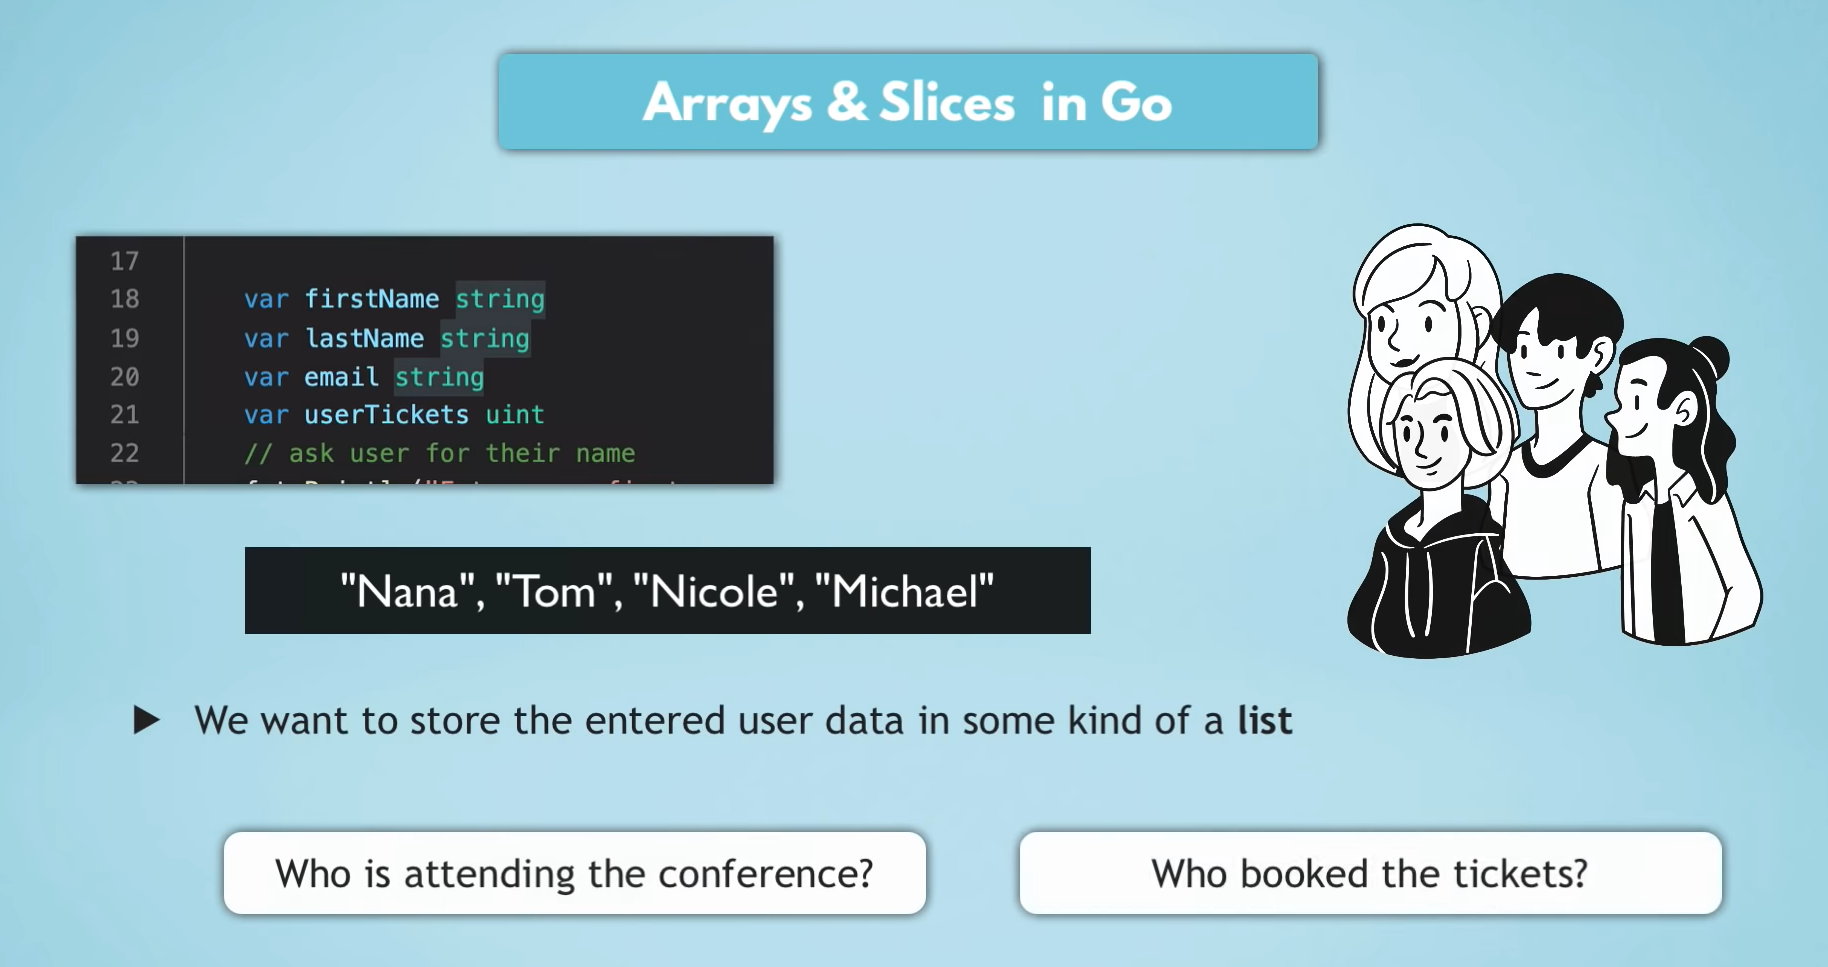 Arrays & Slices in Go
17
18 var firstName string
19 var lastName string
20 var email string
21 var userTickets uint
22 // ask user for their name
"Nana", "Tom", "Nicole", "Michael"
▶ We want to store the entered user data in some kind of a list
Who is attending the conference?
Who booked the tickets?